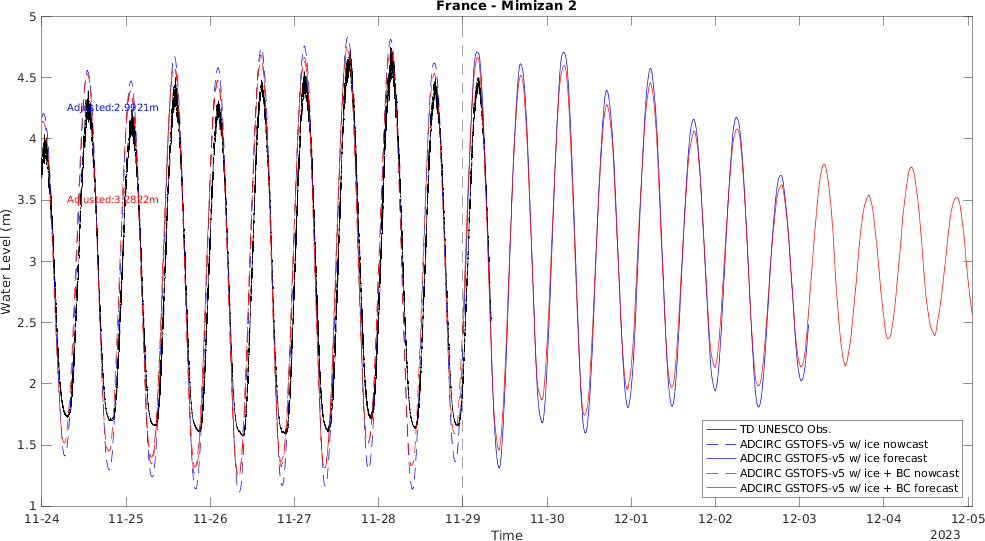 France - Mimizan 2
Water Level (m)
5
4.5
4
3.5
3
2.5
2
1.5
1
Adjusted:2.9921m
Adjusted:3.2822m
TD UNESCO Obs.
ADCIRC GSTOFS-v5 w/ ice nowcast
ADCIRC GSTOFS-v5 w/ ice forecast
ADCIRC GSTOFS-v5 w/ ice + BC nowcast
ADCIRC GSTOFS-v5 w/ ice + BC forecast
11-24 11-25 11-26 11-27 11-28 11-29 11-30 12-01 12-02 12-03 12-04 12-05
Time
2023